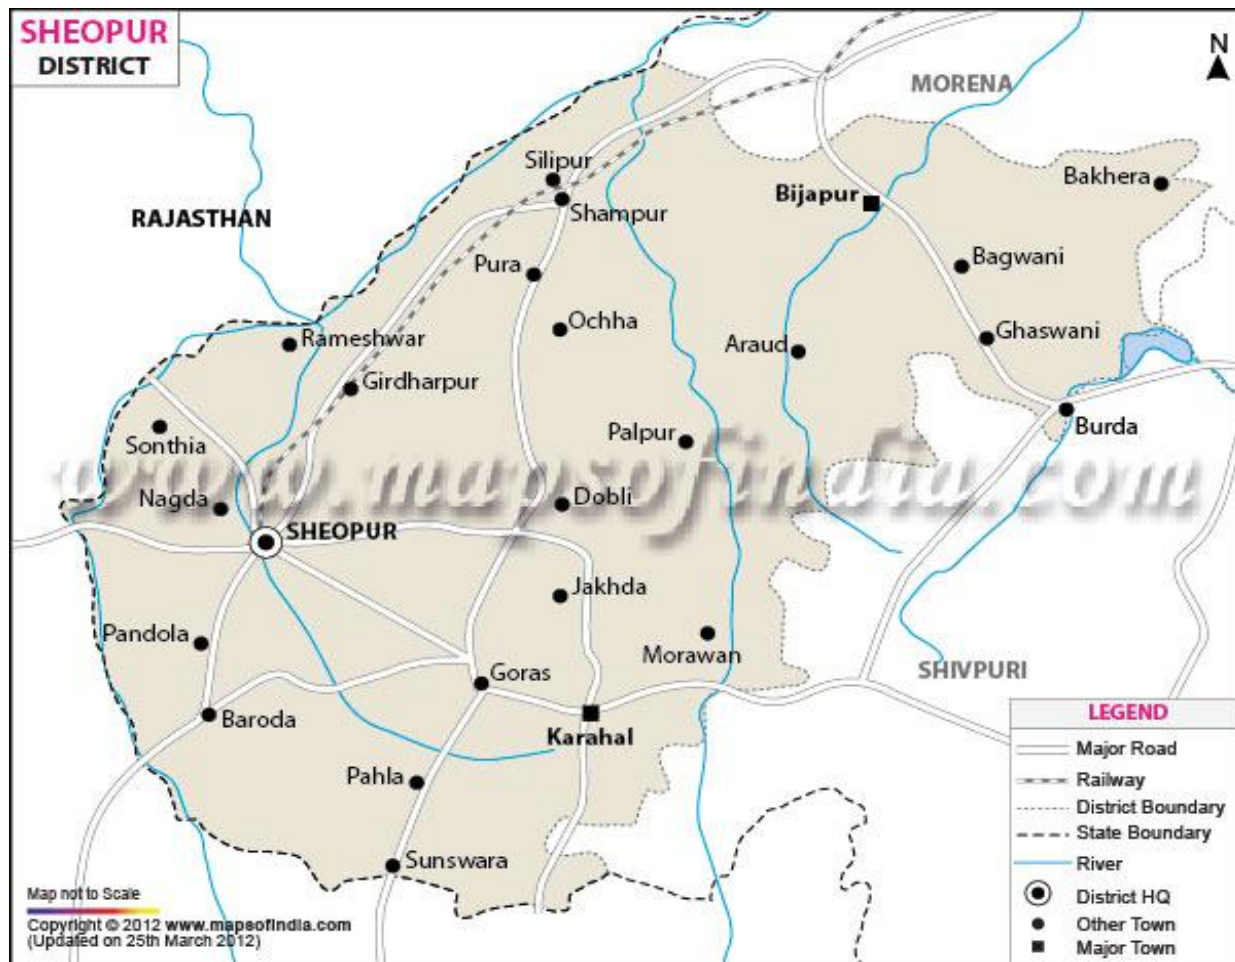 SHEOPUR
DISTRICT
N
MORENA
Silipur
Bakhera
Bijapur
RAJASTHAN
Shampur
Bagwani
Pura
Ochha
Rameshwar
Araud
Ghaswani
Girdharpur
Burda
Sonthia
Palpur
www.mapsofindia.com
Nagda
Dobli
SHEOPUR
Jakhda
Pandola
Morawan
Goras
SHIVPURI
Baroda
Karahal
Pahla
Sunswara
LEGEND
Major Road
Railway
District Boundary
State Boundary
River
District HQ
Other Town
Major Town
Map not to Scale
Copyright © 2012 www.mapsofindia.com
(Updated on 25th March 2012)